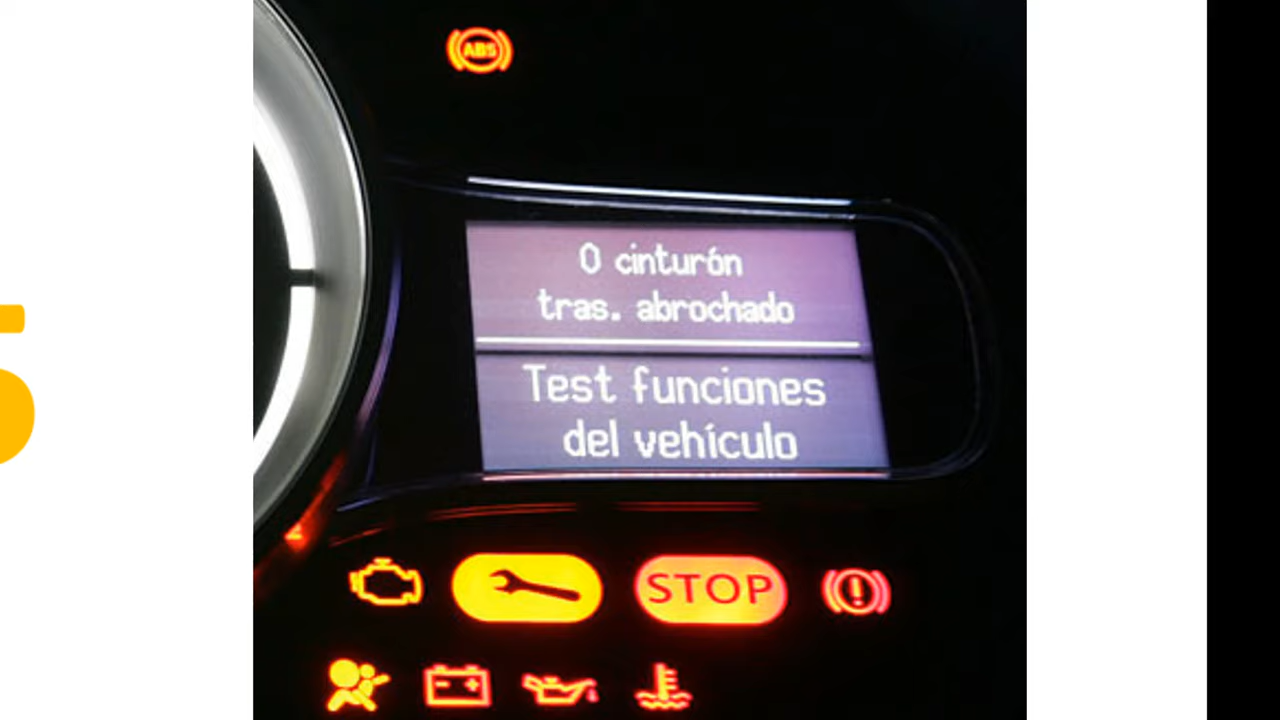 ABS
0 cinturón
tras. abrochado
Test funciones
del vehículo
STOP